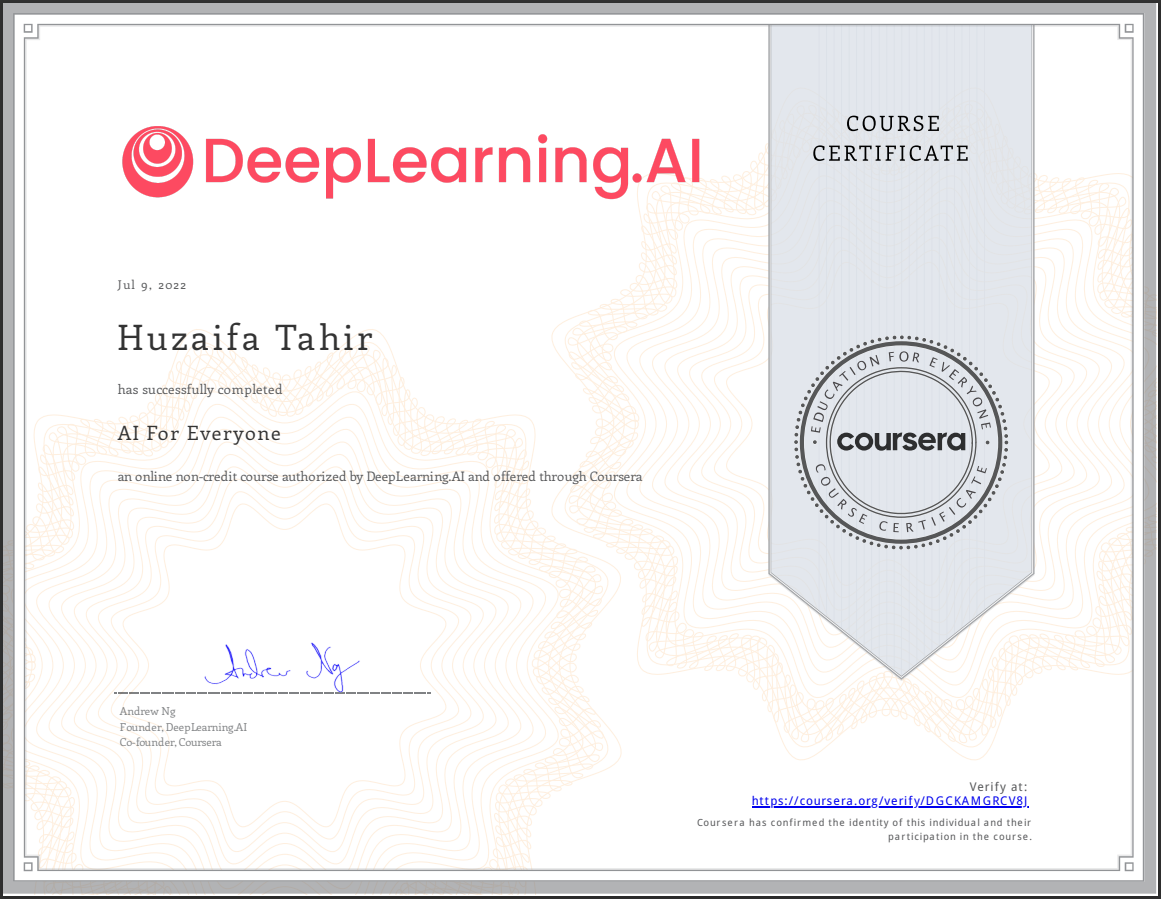 DeepLearning.AI
COURSE
CERTIFICATE
Jul 9, 2022
Huzaifa Tahir
has successfully completed
AI For Everyone
an online non-credit course authorized by DeepLearning.AI and offered through Coursera
EDUCATION FOR EVERYONE
coursera
COURSE CERTIFICATE
Andrew Ng
Andrew Ng
Founder, DeepLearning.AI
Co-founder, Coursera
Verify at:
https://coursera.org/verify/DGCKAMGRCV8J
Coursera has confirmed the identity of this individual and their
participation in the course.